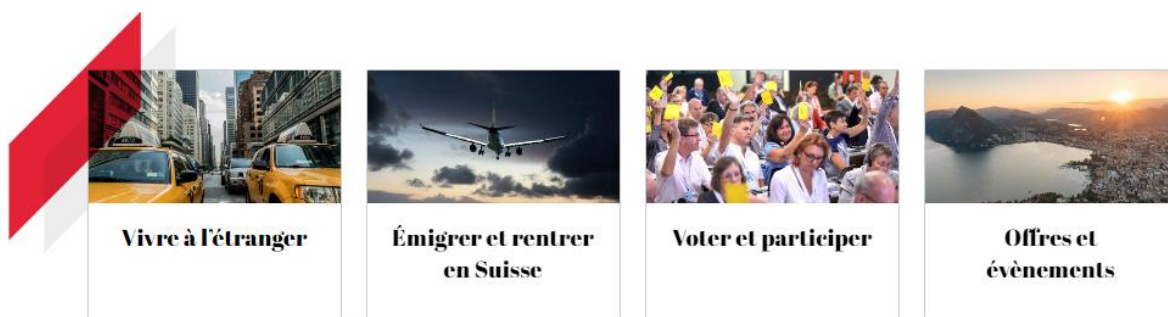 Vivre à l’étranger
Émigrer et rentrer
en Suisse
Voter et participer
Offres et
évènements